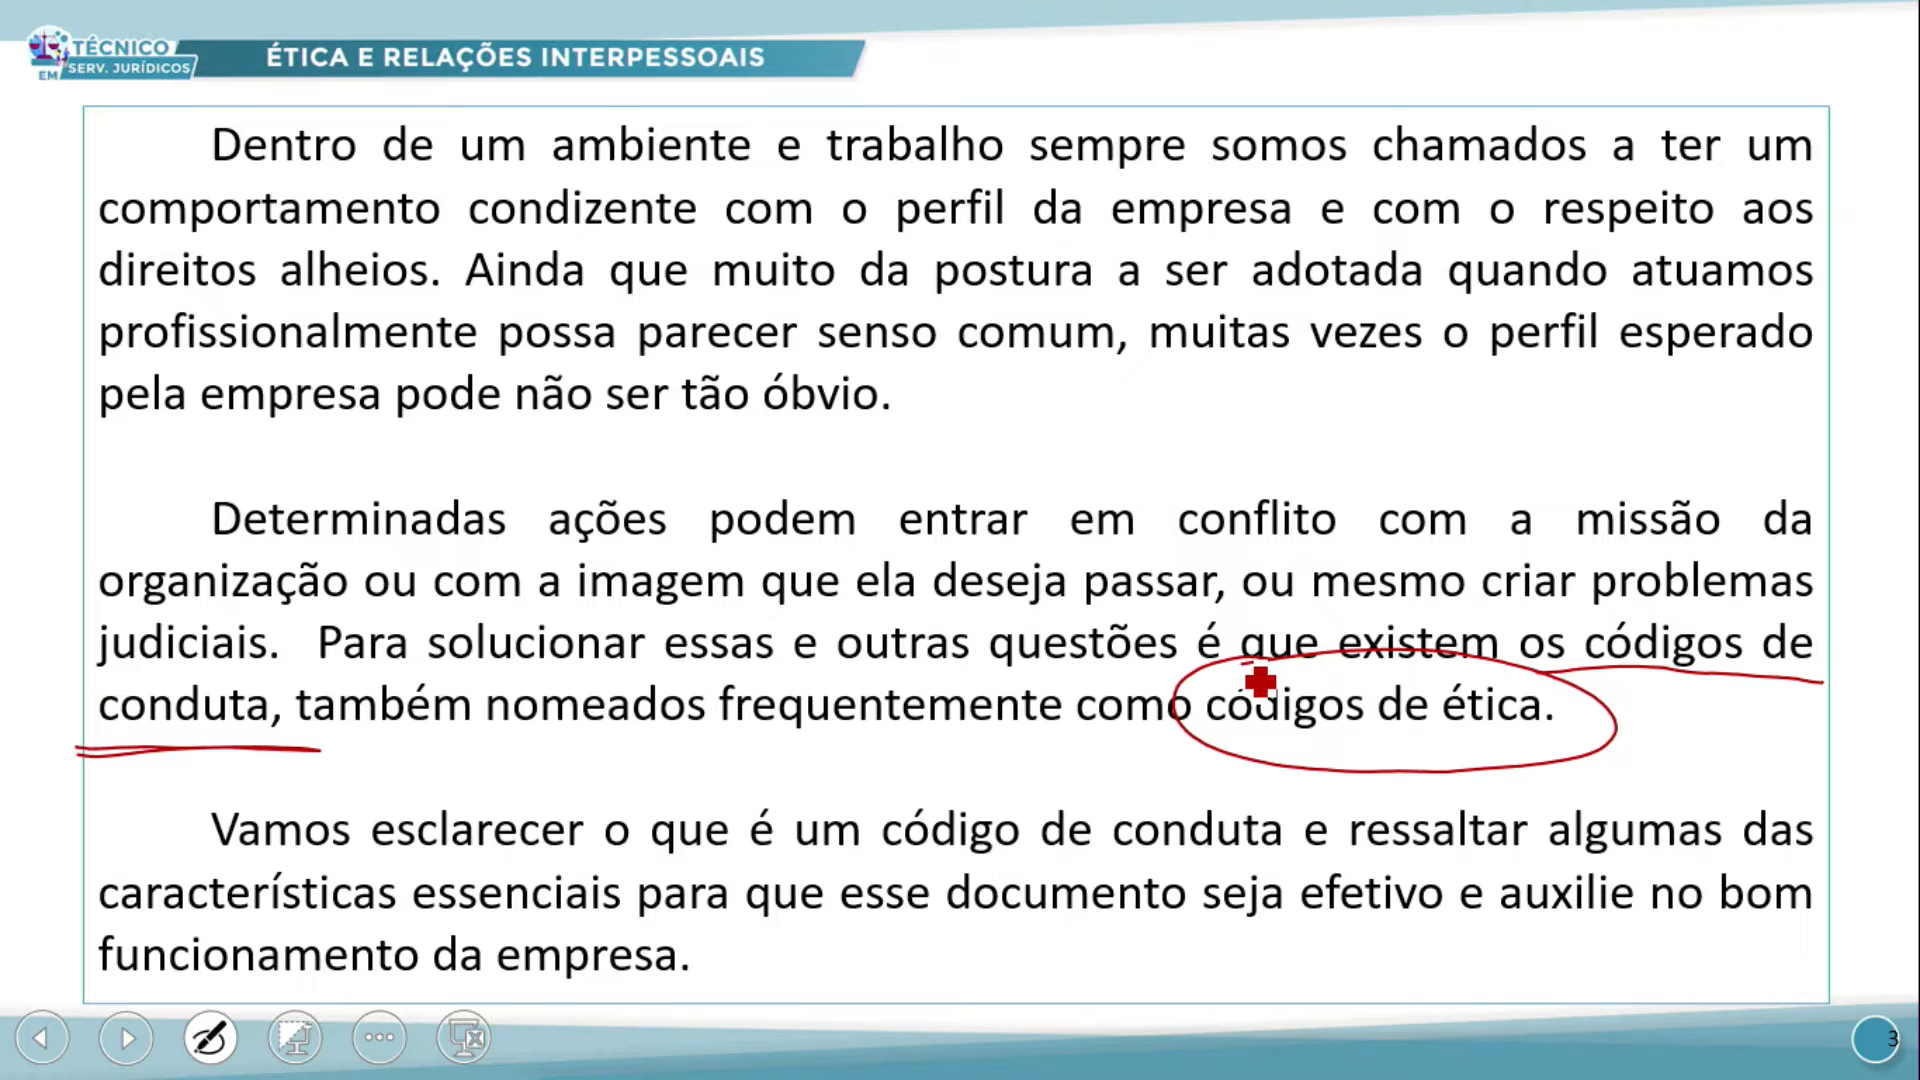 TÉCNICO
EM SERV. JURÍDICOS
ÉTICA E RELAÇÕES INTERPESSOAIS
Dentro de um ambiente e trabalho sempre somos chamados a ter um
comportamento condizente com o perfil da empresa e com o respeito aos
direitos alheios. Ainda que muito da postura a ser adotada quando atuamos
profissionalmente possa parecer senso comum, muitas vezes o perfil esperado
pela empresa pode não ser tão óbvio.
Determinadas ações podem entrar em conflito com a missão da
organização ou com a imagem que ela deseja passar, ou mesmo criar problemas
judiciais. Para solucionar essas e outras questões é que existem os códigos de
conduta, também nomeados frequentemente como códigos de ética.
Vamos esclarecer o que é um código de conduta e ressaltar algumas das
características essenciais para que esse documento seja efetivo e auxilie no bom
funcionamento da empresa.
3